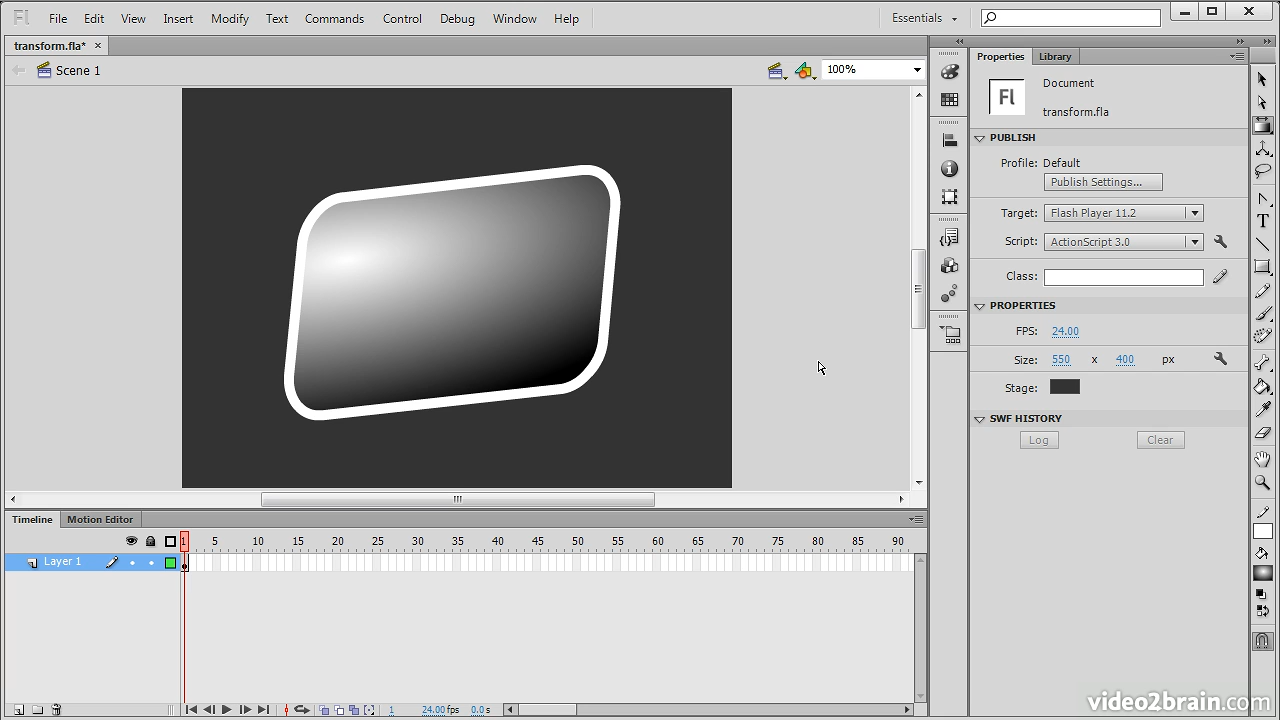 Fl File Edit View Insert Modify Text Commands Control Debug Window Help Essentials
transform.fla* ×
Scene 1 100%
Properties Library
Fl Document
transform.fla
PUBLISH
Profile: Default
Publish Settings...
Target: Flash Player 11.2
Script: ActionScript 3.0
Class:
PROPERTIES
FPS: 24.00
Size: 550 x 400 px
Stage:
SWF HISTORY
Log Clear
T
Timeline Motion Editor
1 5 10 15 20 25 30 35 40 45 50 55 60 65 70 75 80 85 90
Layer 1
1 24.00 fps 0.0 s
video2brain.com